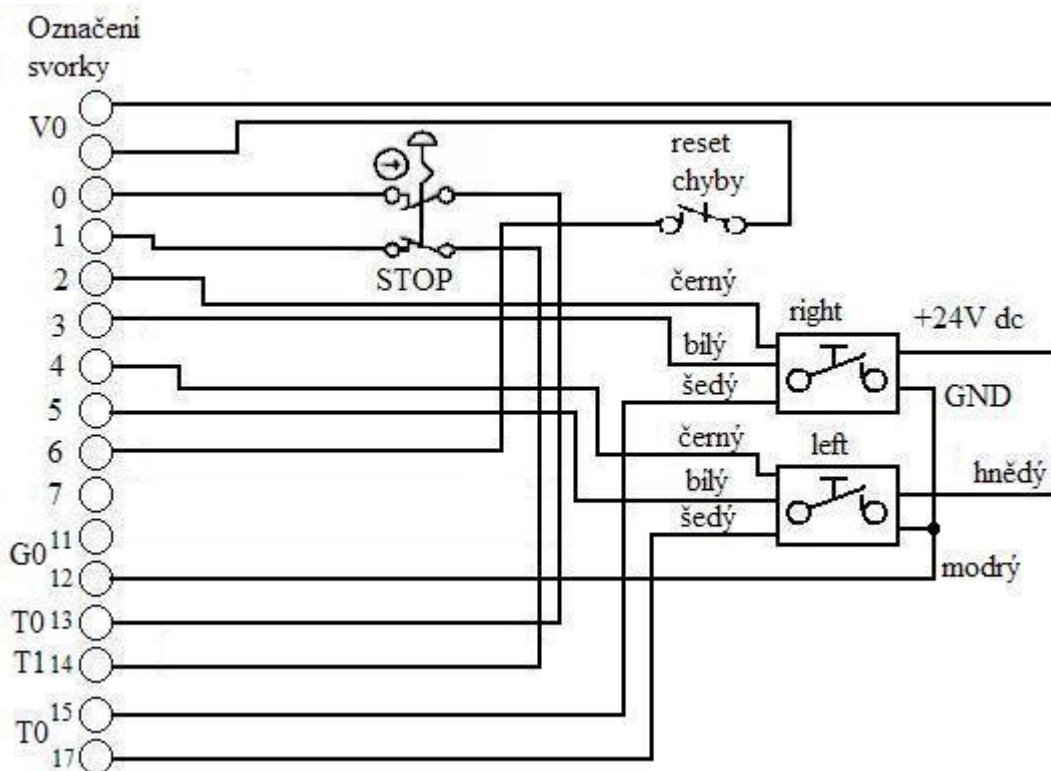 Označení
svorky
V0
0
1
2
3
4
5
6
7
G0 11
12
T0 13
T1 14
15
T0
17
STOP
reset
chyby
černý
right
+24V dc
bílý
šedý
GND
černý
left
bílý
hnědý
šedý
modrý